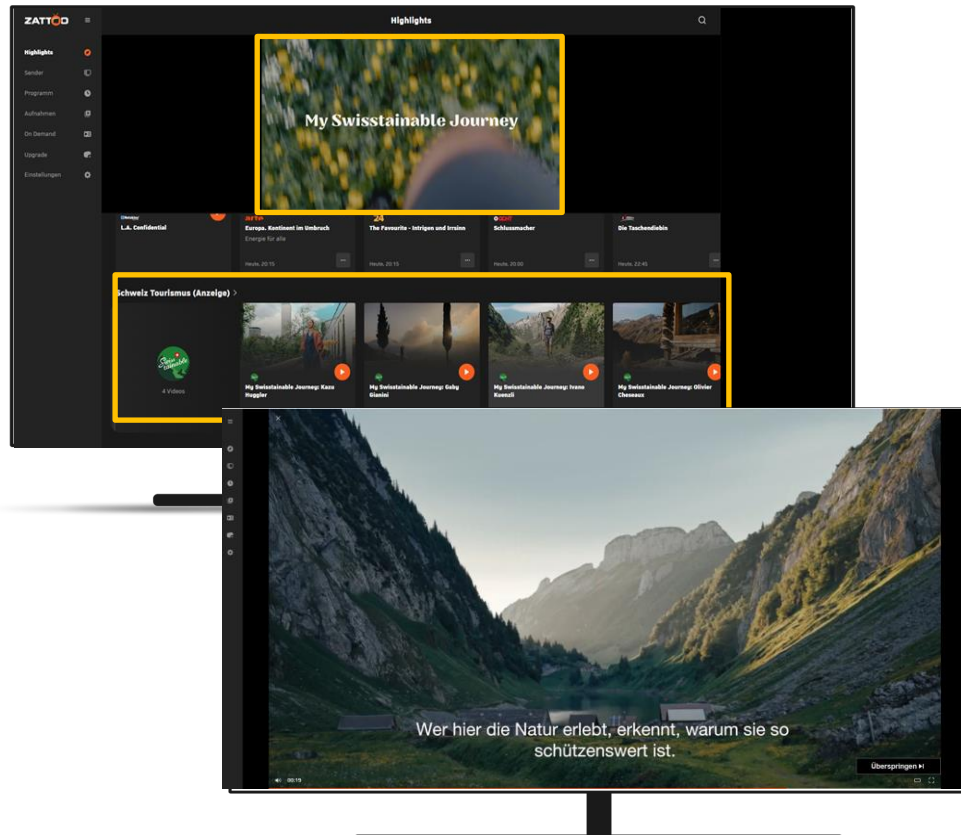 ZATTOO
Highlights
Highlights
Sender
Programm
Aufnahmen
On Demand
Upgrade
Einstellungen
My Swisstainable Journey
L.A. Confidential
arte
Europa. Kontinent im Umbruch
Energie für alle
Heute, 20:15
24
The Favourite - Intrigen und Irrsinn
Heute, 20:15
Schlussmacher
Heute, 20:00
Die Taschendiebin
Heute, 22:45
Schweiz Tourismus (Anzeige)
Swisstainable
4 Videos
My Swisstainable Journey: Kazu
Huggler
My Swisstainable Journey: Gaby
Gianini
My Swisstainable Journey: Ivana
Kuenzli
My Swisstainable Journey: Olivier
Cheseaux
Wer hier die Natur erlebt, erkennt, warum sie so
schützenswert ist.
Überspringen
00:19